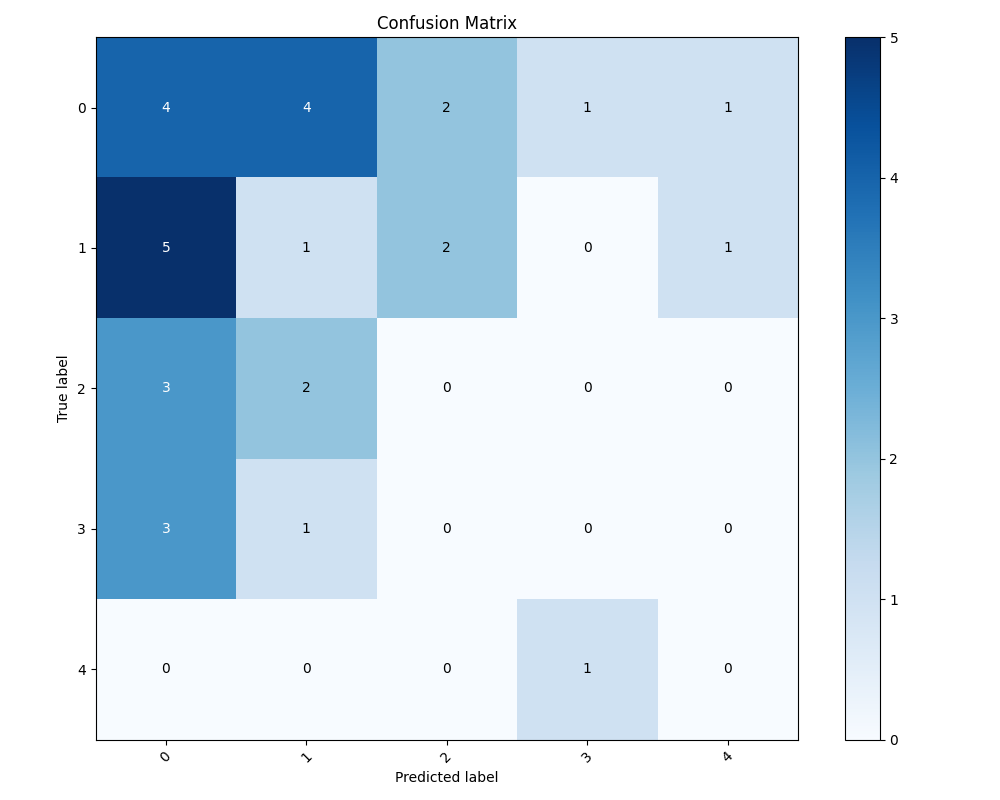 Confusion Matrix
5
0 4 4 2 1 1
4
1 5 1 2 0 1
3
True label
2 3 2 0 0 0
2
3 3 1 0 0 0
1
4 0 0 0 1 0
0
0 1 2 3 4
Predicted label